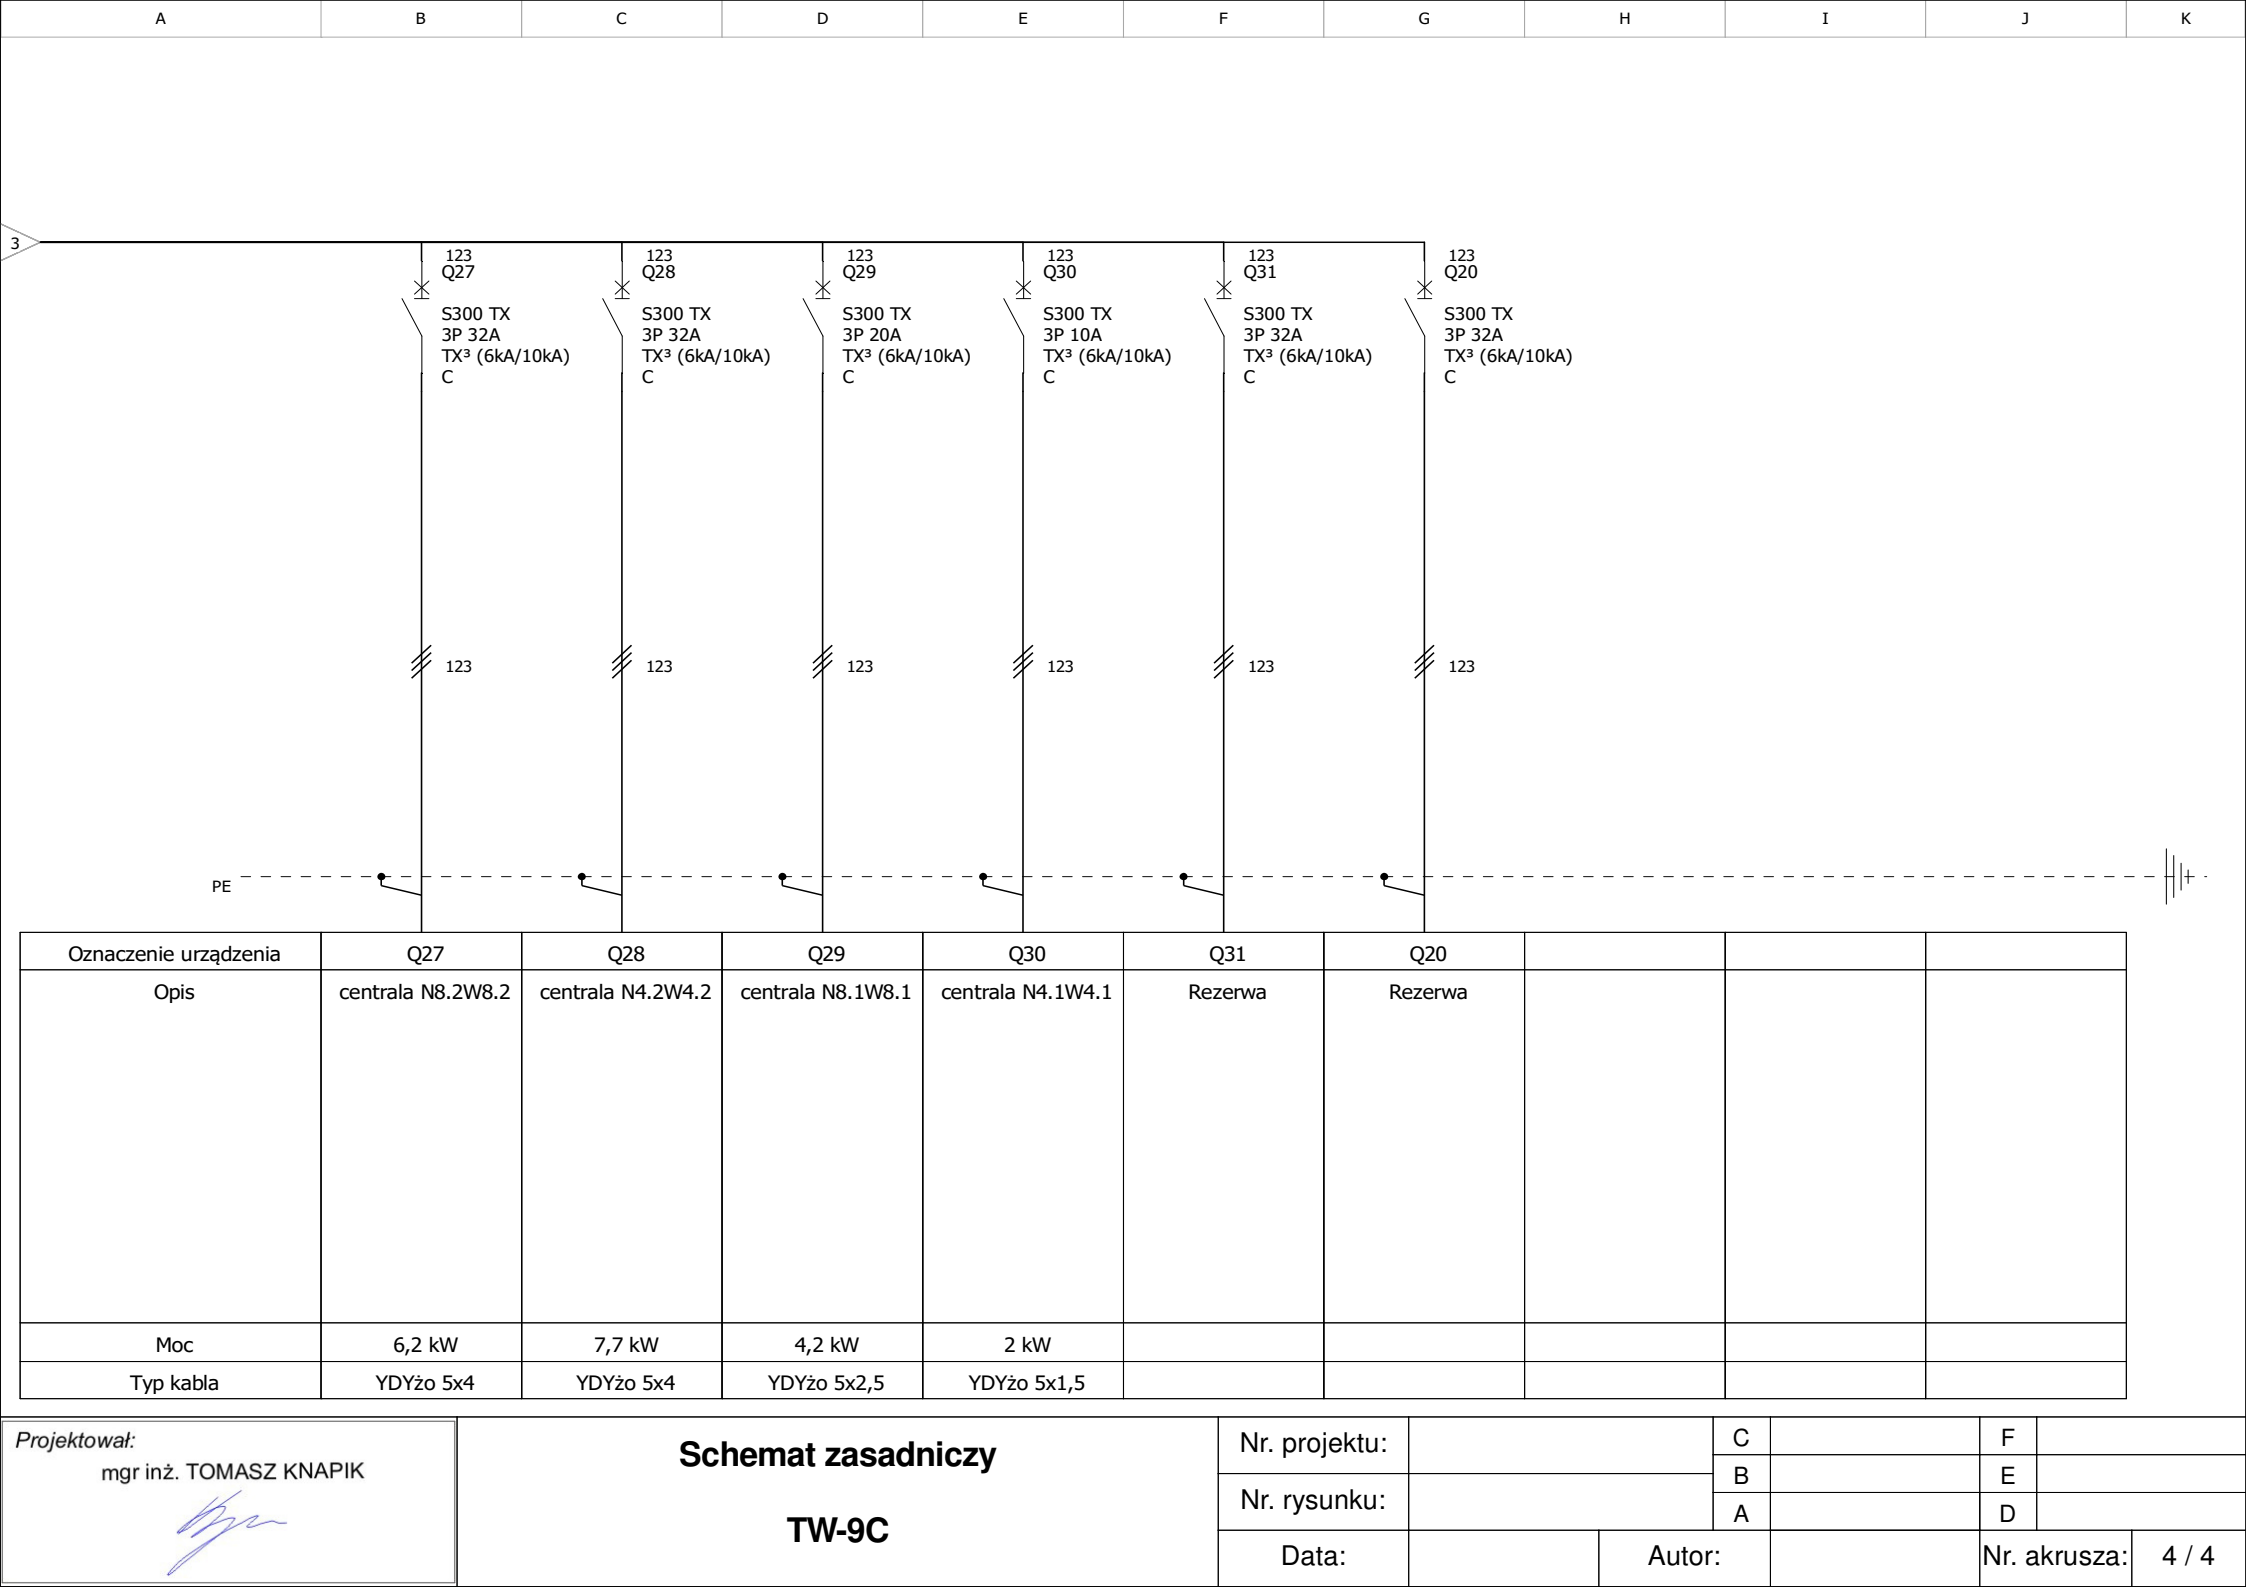 A B C D E F G H I J K
3
123 123 123 123 123 123
Q27 Q28 Q29 Q30 Q31 Q20
S300 TX S300 TX S300 TX S300 TX S300 TX S300 TX
3P 32A 3P 32A 3P 20A 3P 10A 3P 32A 3P 32A
TX³ (6kA/10kA) TX³ (6kA/10kA) TX³ (6kA/10kA) TX³ (6kA/10kA) TX³ (6kA/10kA) TX³ (6kA/10kA)
C C C C C C
123 123 123 123 123 123
PE
Oznaczenie urządzenia Q27 Q28 Q29 Q30 Q31 Q20
Opis centrala N8.2W8.2 centrala N4.2W4.2 centrala N8.1W8.1 centrala N4.1W4.1 Rezerwa Rezerwa
Moc 6,2 kW 7,7 kW 4,2 kW 2 kW
Typ kabla YDYżo 5x4 YDYżo 5x4 YDYżo 5x2,5 YDYżo 5x1,5
Projektował:
mgr inż. TOMASZ KNAPIK
Schemat zasadniczy
TW-9C
Nr. projektu: C F
B E
Nr. rysunku: A D
Data: Autor: Nr. akrusza: 4 / 4